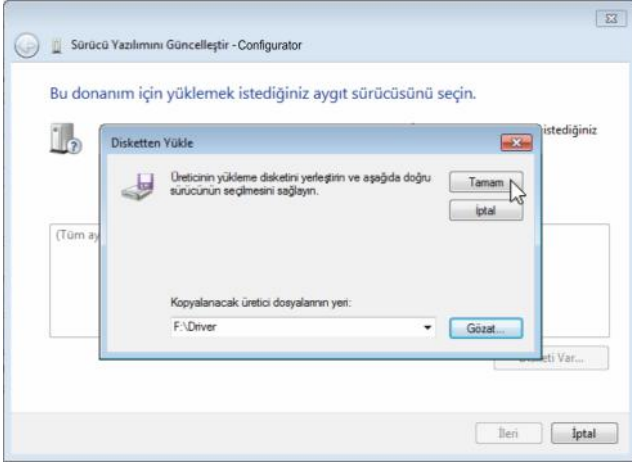 Sürücü Yazılımını Güncelleştir - Configurator
Bu donanım için yüklemek istediğiniz aygıt sürücüsünü seçin.
istediğiniz
Disketten Yükle
Üreticinin yükleme disketini yerleştirin ve aşağıda doğru
sürücünün seçilmesini sağlayın.
Tamam
İptal
(Tüm ay
Kopyalanacak üretici dosyalarının yeri:
F:\Driver
Gözat...
Var...
İleri
İptal